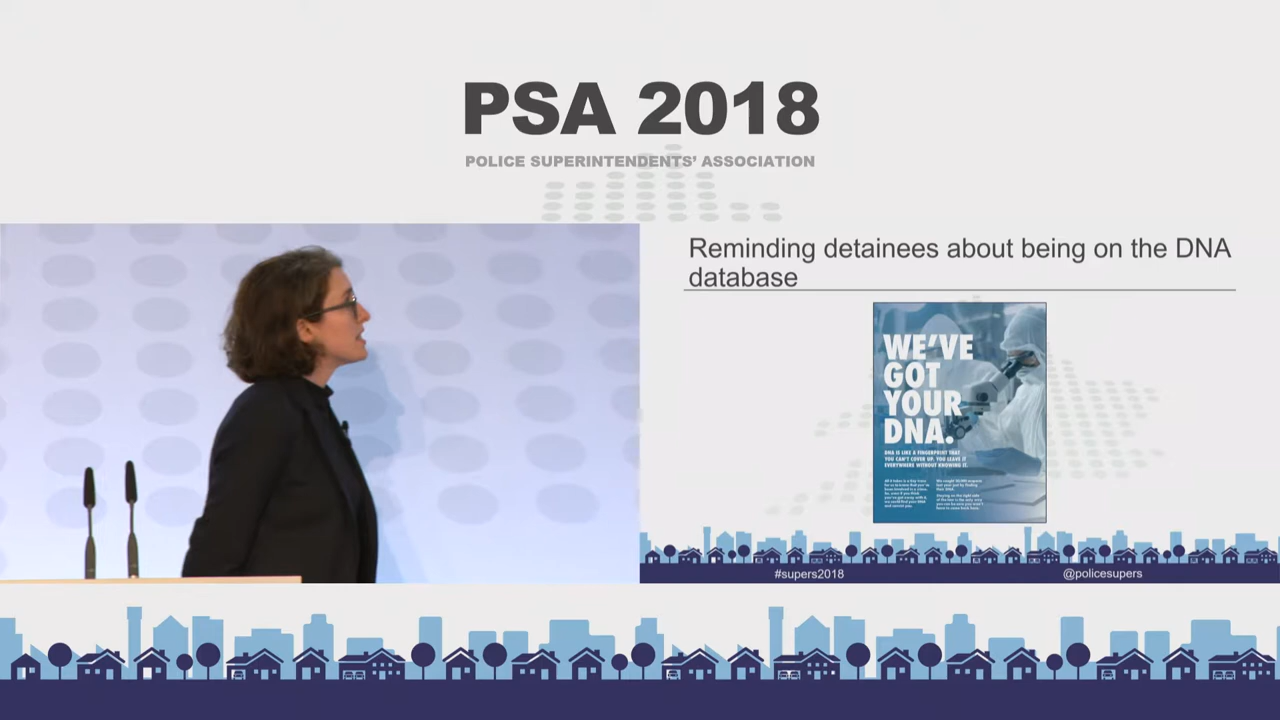 PSA 2018
POLICE SUPERINTENDENTS’ ASSOCIATION
Reminding detainees about being on the DNA
database
WE’VE
GOT
YOUR
DNA.
DNA IS LIKE A FINGERPRINT THAT
YOU CAN’T COVER UP. YOU LEAVE IT
EVERYWHERE WITHOUT KNOWING IT.
#supers2018
@policesupers